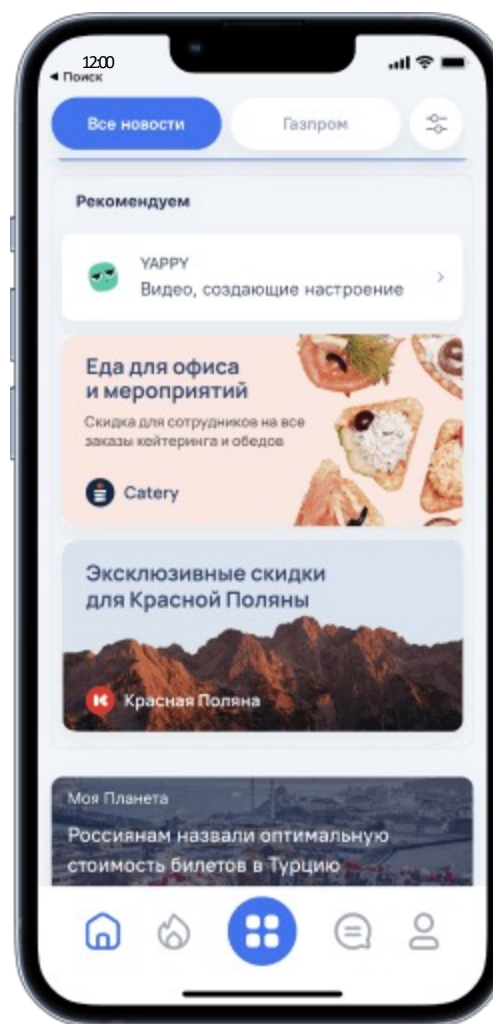 12:00
◀ Поиск
Все новости
Газпром
Рекомендуем
YAPPY
Видео, создающие настроение
Еда для офиса
и мероприятий
Скидка для сотрудников на все
заказы кейтеринга и обедов
Catery
Эксклюзивные скидки
для Красной Поляны
Красная Поляна
Моя Планета
Россиянам назвали оптимальную
стоимость билетов в Турцию